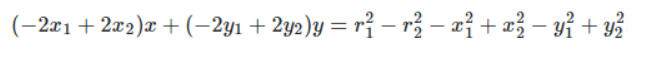 (−2x₁ + 2x₂)x + (−2y₁ + 2y₂)y = r₁² − r₂² − x₁² + x₂² − y₁² + y₂²